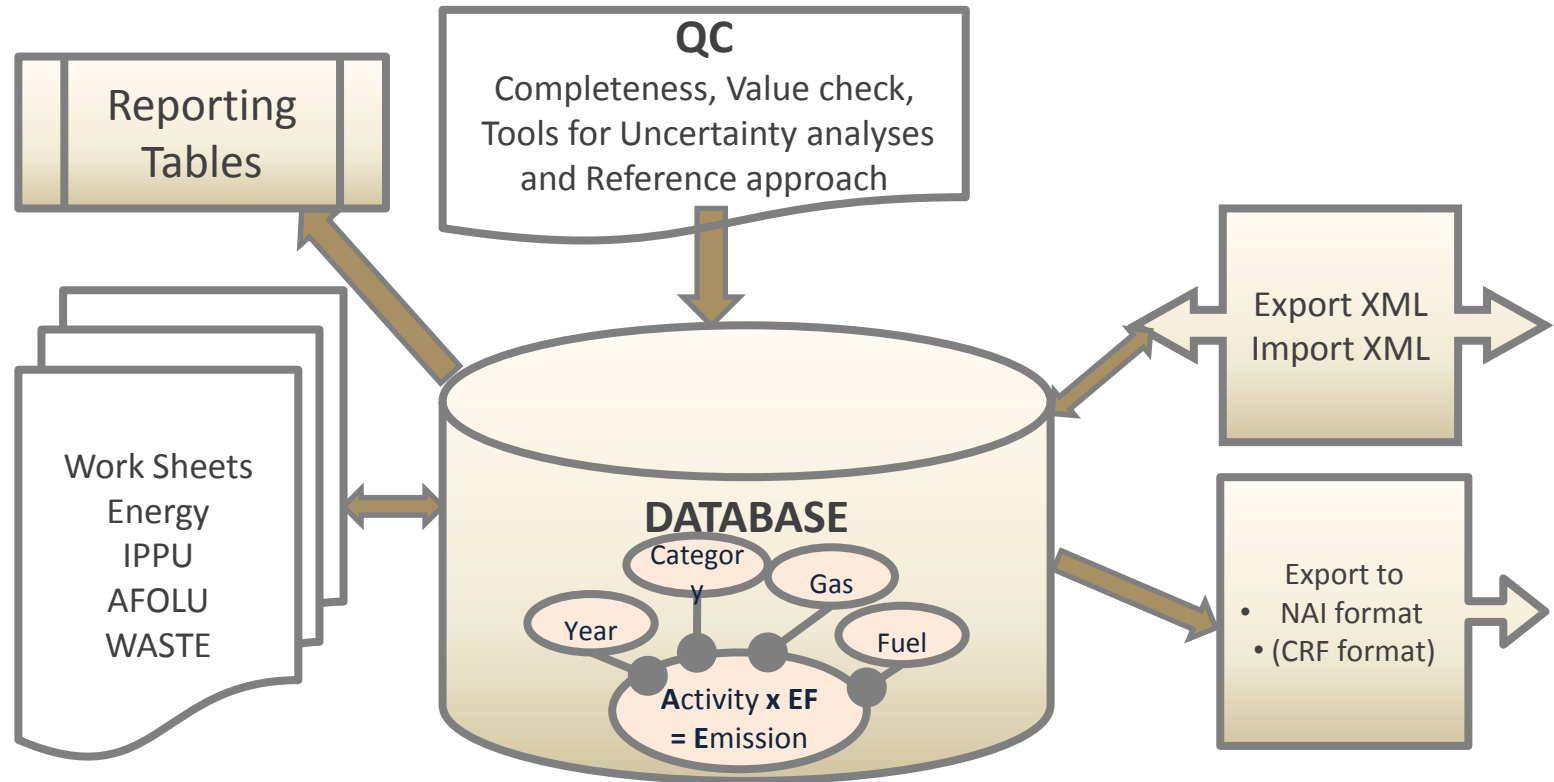 Reporting
Tables
QC
Completeness, Value check,
Tools for Uncertainty analyses
and Reference approach
Export XML
Import XML
Work Sheets
Energy
IPPU
AFOLU
WASTE
DATABASE
Categor
y
Gas
Year
Fuel
Activity x EF
= Emission
Export to
• NAI format
• (CRF format)